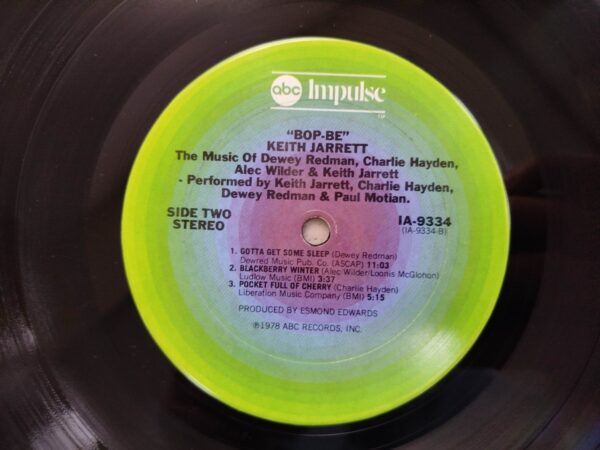 abc Impulse
"BOP-BE"
KEITH JARRETT
The Music Of Dewey Redman, Charlie Hayden,
Alec Wilder & Keith Jarrett
- Performed by Keith Jarrett, Charlie Hayden,
Dewey Redman & Paul Motian.
SIDE TWO
STEREO
IA-9334
(IA-9334-B)
1. GOTTA GET SOME SLEEP (Dewey Redman)
Dewred Music Pub. Co. (ASCAP) 11:03
2. BLACKBERRY WINTER (Alec Wilder/Loonis McGlohon)
Ludlow Music (BMI) 3:37
3. POCKET FULL OF CHERRY (Charlie Hayden)
Liberation Music Company (BMI) 5:15
PRODUCED BY ESMOND EDWARDS
℗1978 ABC RECORDS, INC.